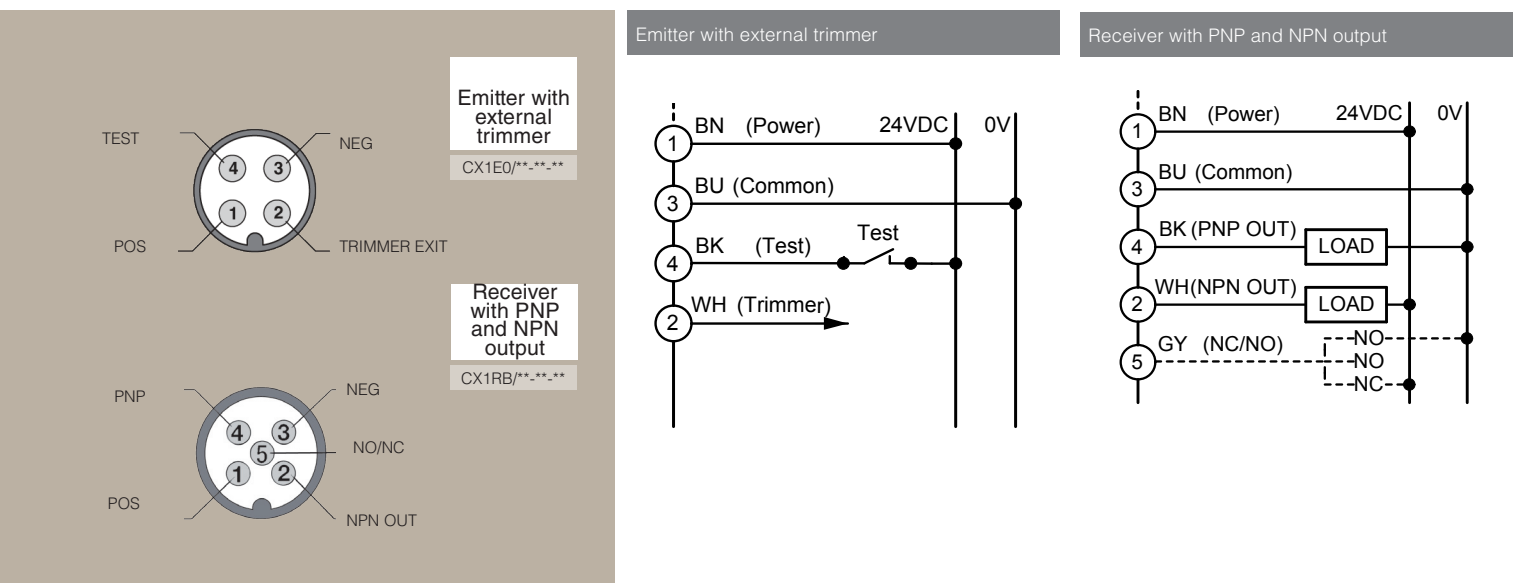 Emitter with
external
trimmer
CX1E0/**-**-**
TEST
NEG
4
3
1
2
POS
TRIMMER EXIT
Receiver
with PNP
and NPN
output
CX1RB/**-**-**
PNP
NEG
4
3
5
NO/NC
1
2
POS
NPN OUT
Emitter with external trimmer
BN (Power) 24VDC 0V
1
BU (Common)
3
BK (Test) Test
4
WH (Trimmer)
2
Receiver with PNP and NPN output
BN (Power) 24VDC 0V
1
BU (Common)
3
BK (PNP OUT) LOAD
4
WH(NPN OUT) LOAD
2
GY (NC/NO) NO
5 NO
NC